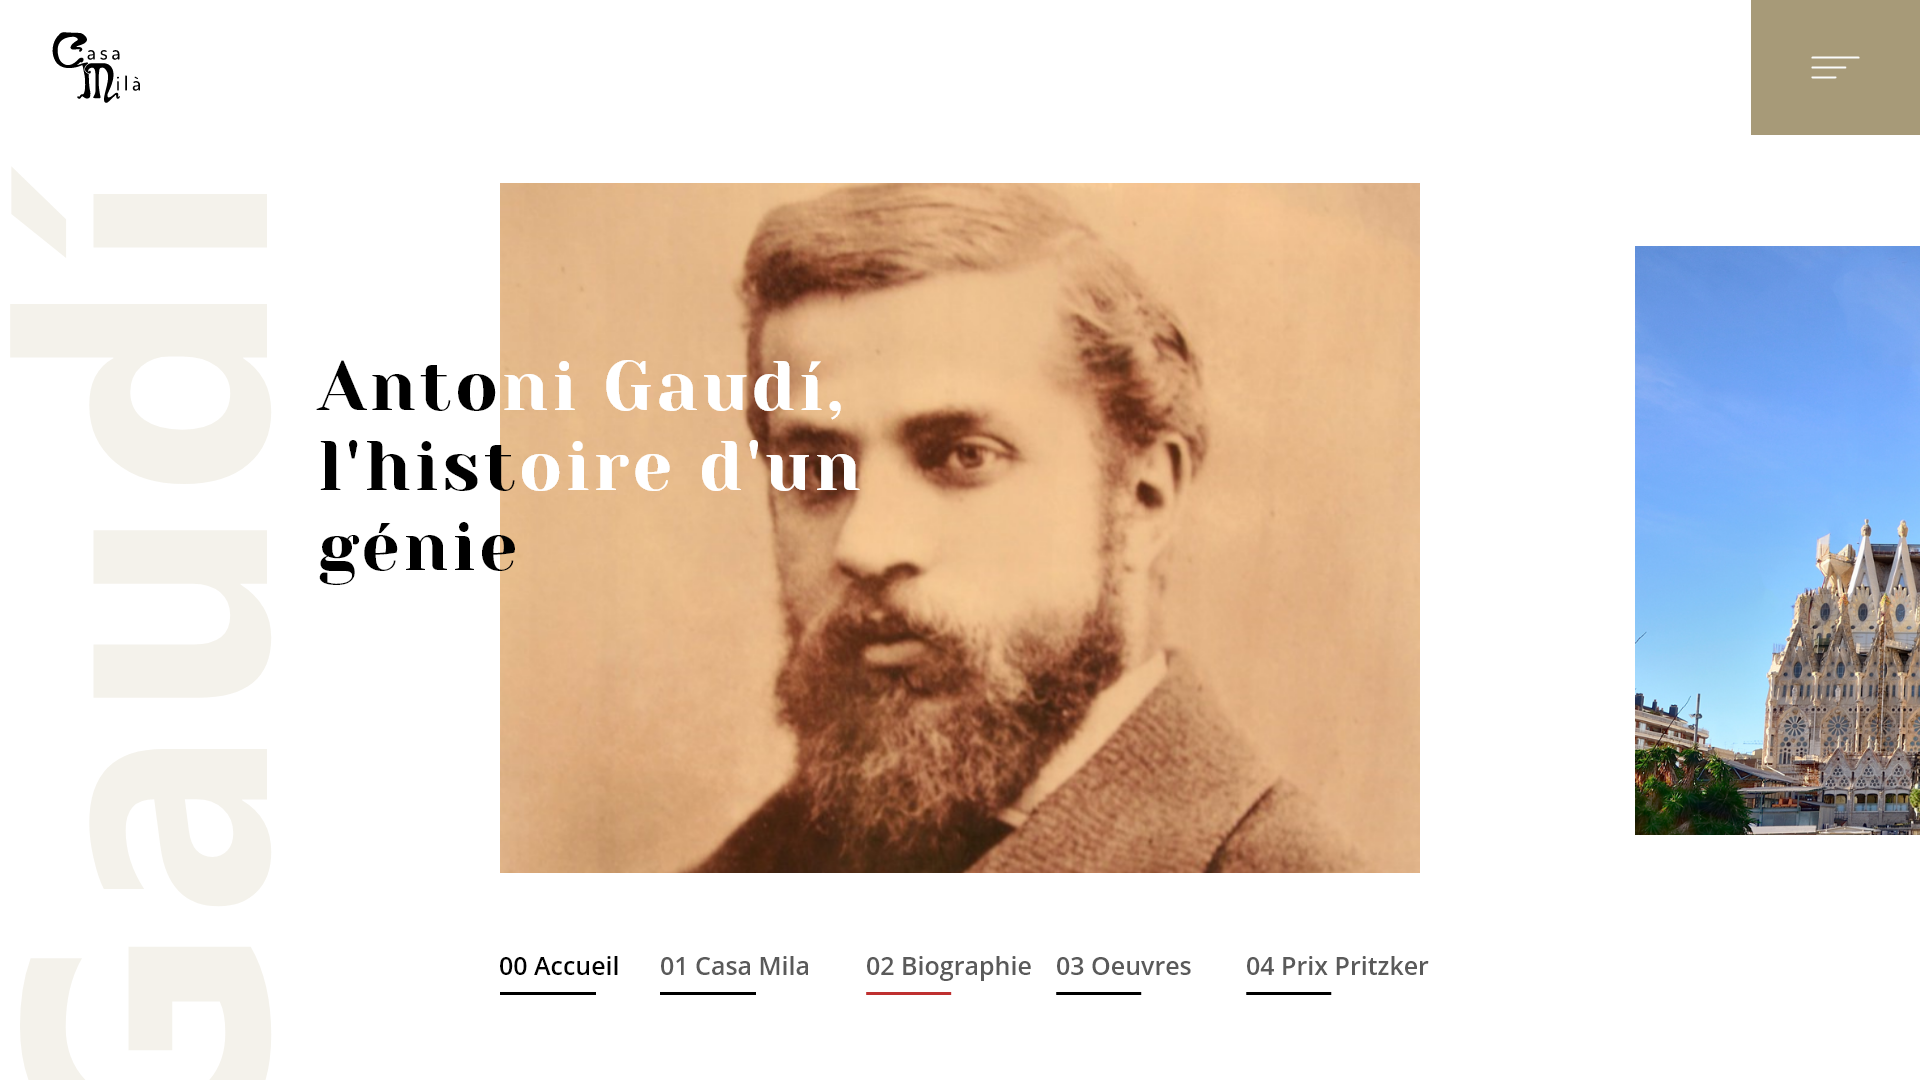 Casa
Milà
Gaudí
Antoni Gaudí,
l'histoire d'un
génie
00 Accueil
01 Casa Mila
02 Biographie
03 Oeuvres
04 Prix Pritzker